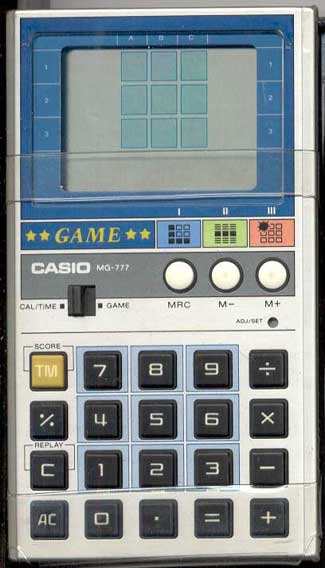 A B C
1 1
2 2
3 3
I II III
★★ GAME ★★
CASIO MG-777
CAL/TIME GAME MRC M− M+
ADJ/SET
SCORE
TM 7 8 9 ÷
% 4 5 6 ×
REPLAY
C 1 2 3 −
AC 0 · = +